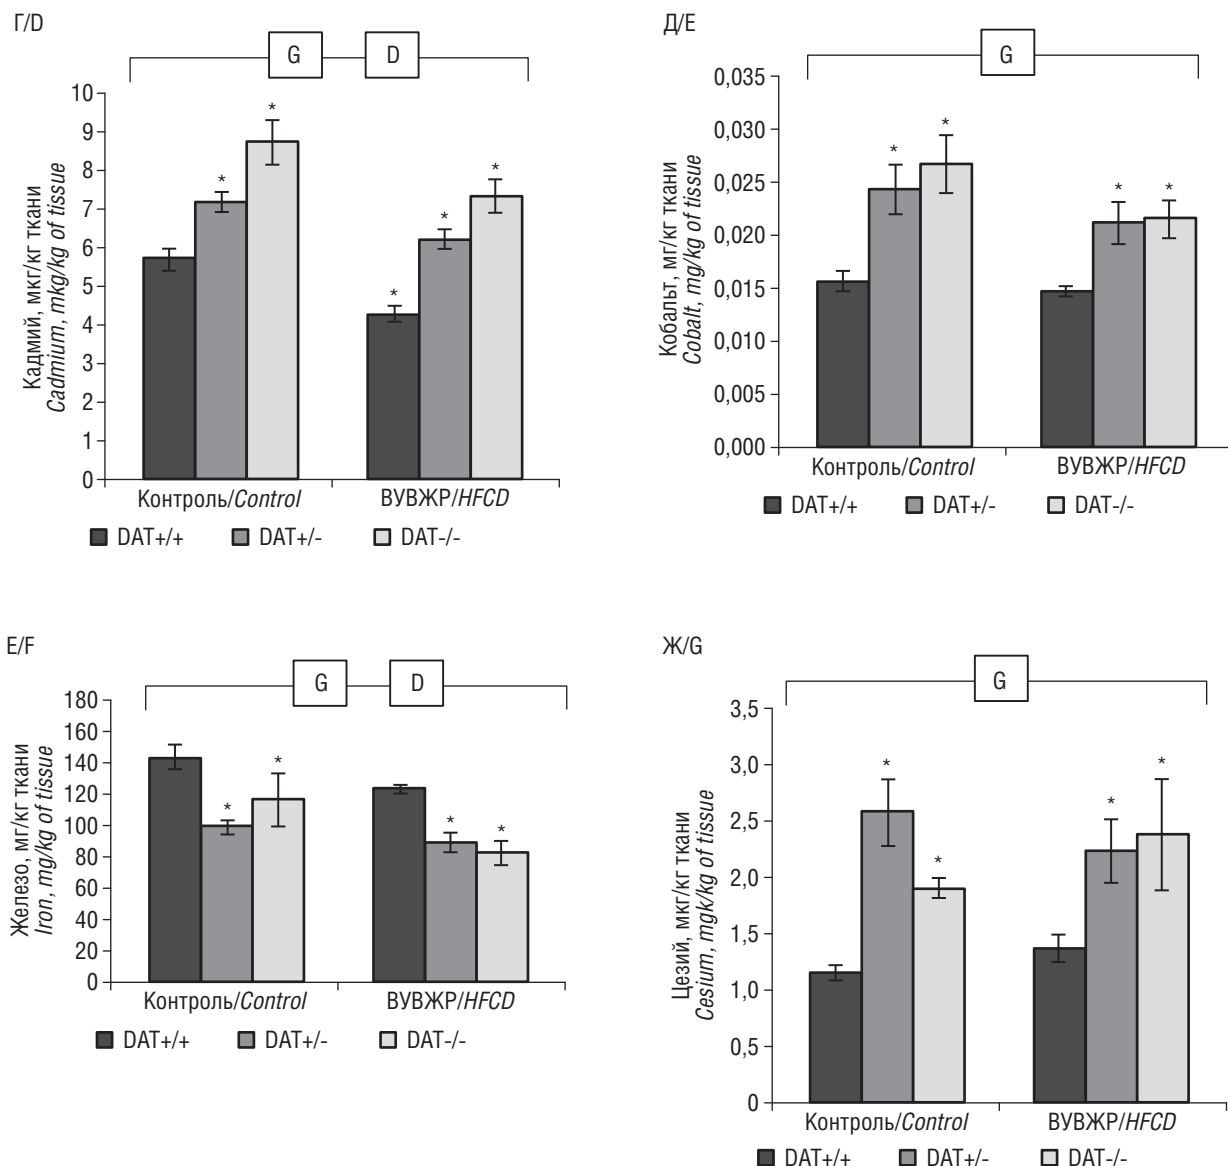 Г/D
G D
Кадмий, мкг/кг ткани
Cadmium, mkg/kg of tissue
10
9
8
7
6
5
4
3
2
1
0
* * * * *
Контроль/Control ВУВЖР/HFCD
DAT+/+ DAT+/- DAT-/-
Д/E
G
Кобальт, мг/кг ткани
Cobalt, mg/kg of tissue
0,035
0,030
0,025
0,020
0,015
0,010
0,005
0,000
* * * *
Контроль/Control ВУВЖР/HFCD
DAT+/+ DAT+/- DAT-/-
Е/F
G D
Железо, мг/кг ткани
Iron, mg/kg of tissue
180
160
140
120
100
80
60
40
20
0
* * * *
Контроль/Control ВУВЖР/HFCD
DAT+/+ DAT+/- DAT-/-
Ж/G
G
Цезий, мкг/кг ткани
Cesium, mgk/kg of tissue
3,5
3,0
2,5
2,0
1,5
1,0
0,5
0
* * * *
Контроль/Control ВУВЖР/HFCD
DAT+/+ DAT+/- DAT-/-